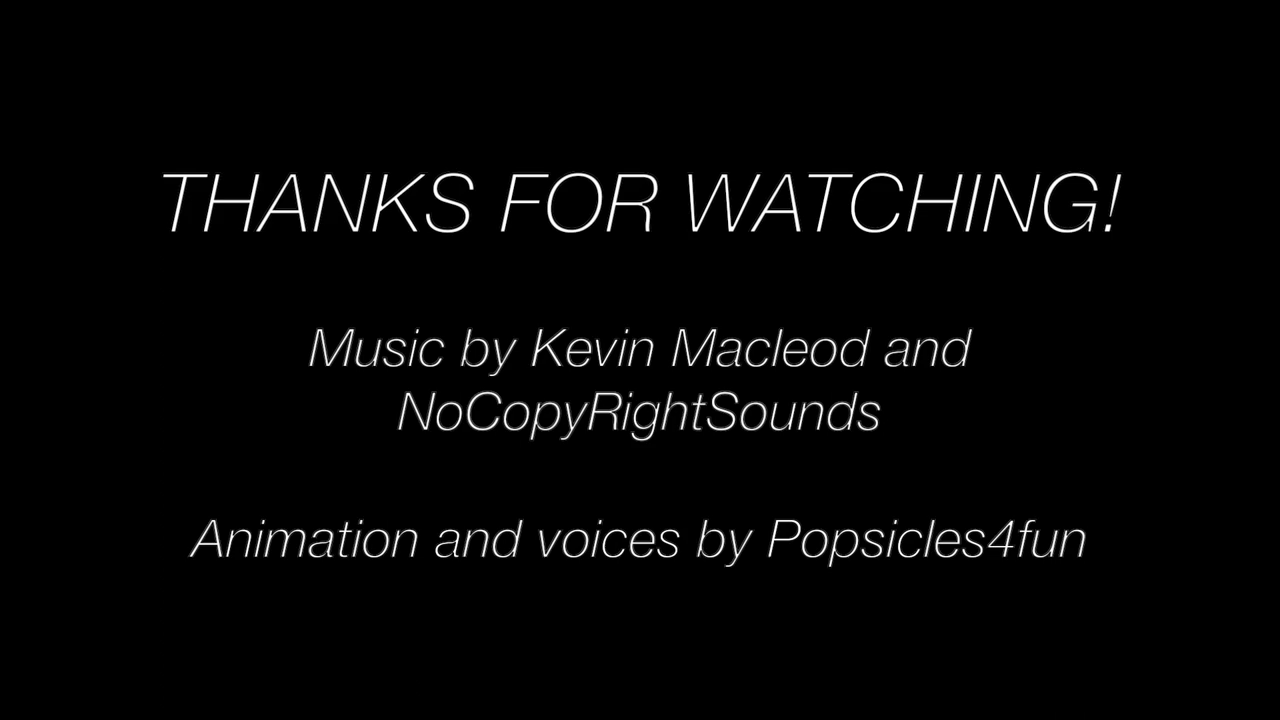 THANKS FOR WATCHING!
Music by Kevin Macleod and
NoCopyRightSounds
Animation and voices by Popsicles4fun